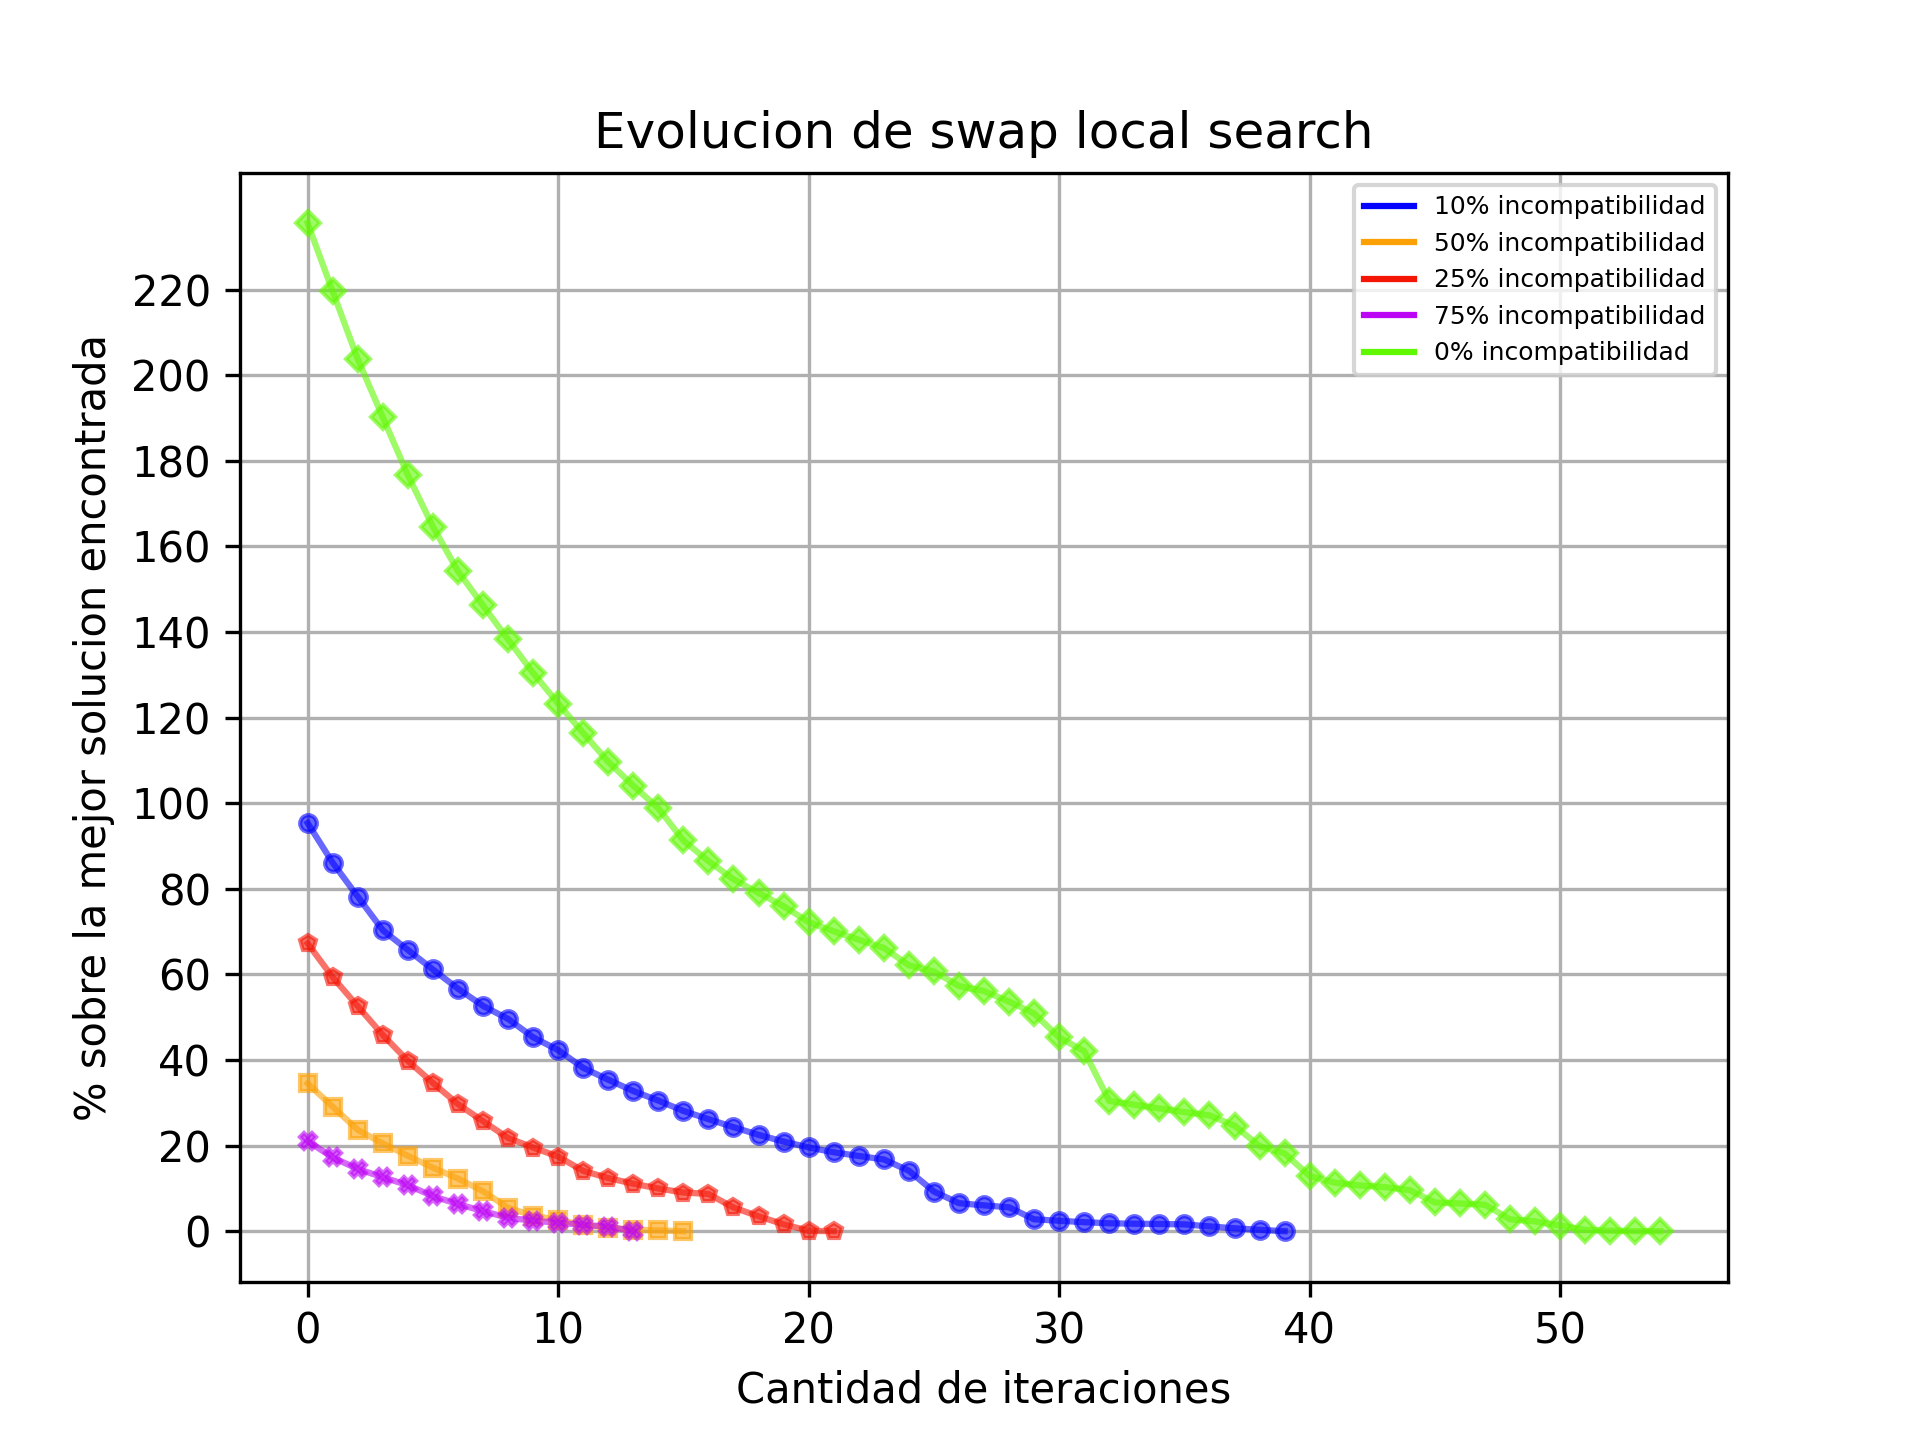 Evolucion de swap local search
10% incompatibilidad
50% incompatibilidad
25% incompatibilidad
75% incompatibilidad
0% incompatibilidad
% sobre la mejor solucion encontrada
220
200
180
160
140
120
100
80
60
40
20
0
0 10 20 30 40 50
Cantidad de iteraciones